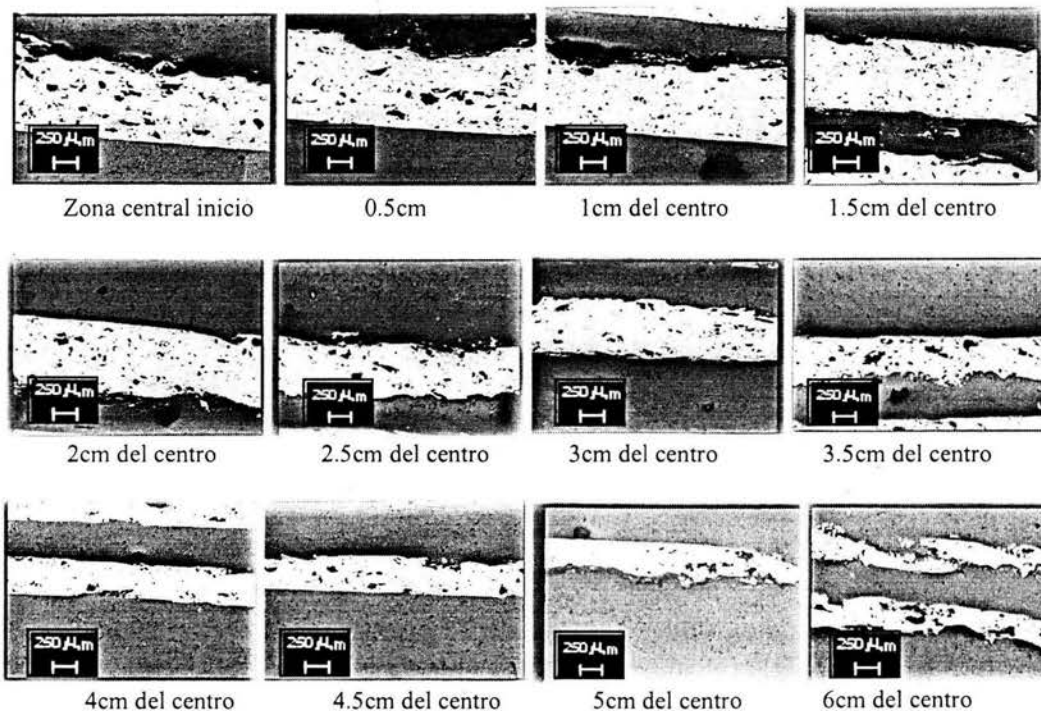 250 µm 250 µm 250 µm 250 µm
Zona central inicio 0.5cm 1cm del centro 1.5cm del centro
250 µm 250 µm 250 µm 250 µm
2cm del centro 2.5cm del centro 3cm del centro 3.5cm del centro
250 µm 250 µm 250 µm 250 µm
4cm del centro 4.5cm del centro 5cm del centro 6cm del centro